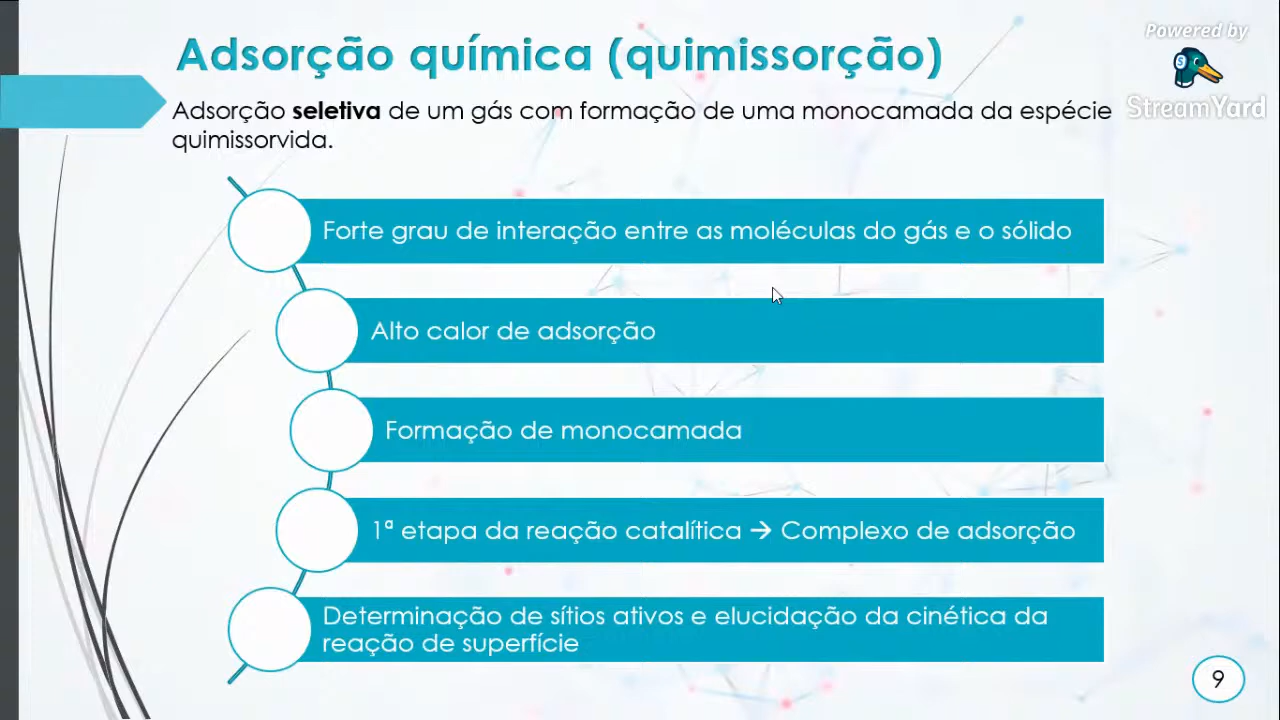 Adsorção química (quimissorção)
Powered by
StreamYard
Adsorção seletiva de um gás com formação de uma monocamada da espécie
quimissorvida.
Forte grau de interação entre as moléculas do gás e o sólido
Alto calor de adsorção
Formação de monocamada
1ª etapa da reação catalítica → Complexo de adsorção
Determinação de sítios ativos e elucidação da cinética da
reação de superfície
9